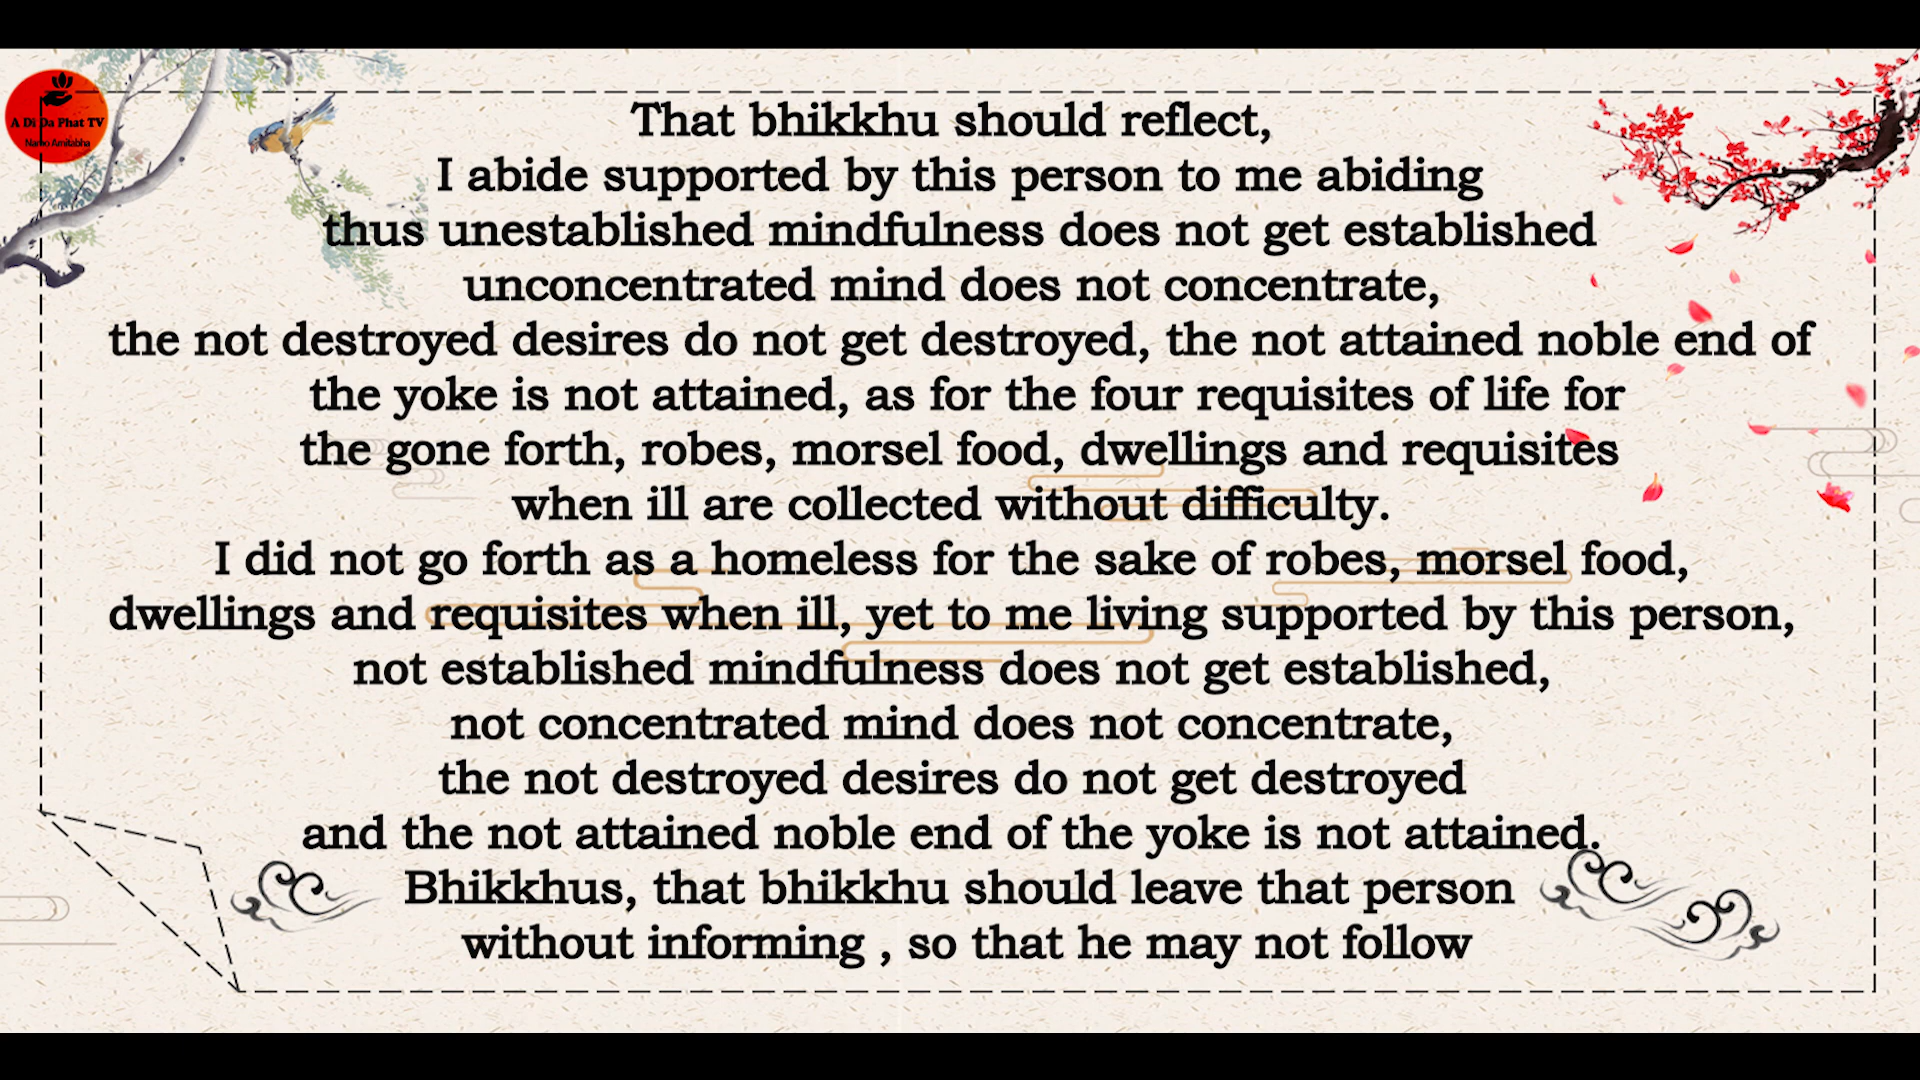 A Di Da Phat TV
Namo Amitabha
That bhikkhu should reflect,
I abide supported by this person to me abiding
thus unestablished mindfulness does not get established
unconcentrated mind does not concentrate,
the not destroyed desires do not get destroyed, the not attained noble end of
the yoke is not attained, as for the four requisites of life for
the gone forth, robes, morsel food, dwellings and requisites
when ill are collected without difficulty.
I did not go forth as a homeless for the sake of robes, morsel food,
dwellings and requisites when ill, yet to me living supported by this person,
not established mindfulness does not get established,
not concentrated mind does not concentrate,
the not destroyed desires do not get destroyed
and the not attained noble end of the yoke is not attained.
Bhikkhus, that bhikkhu should leave that person
without informing , so that he may not follow